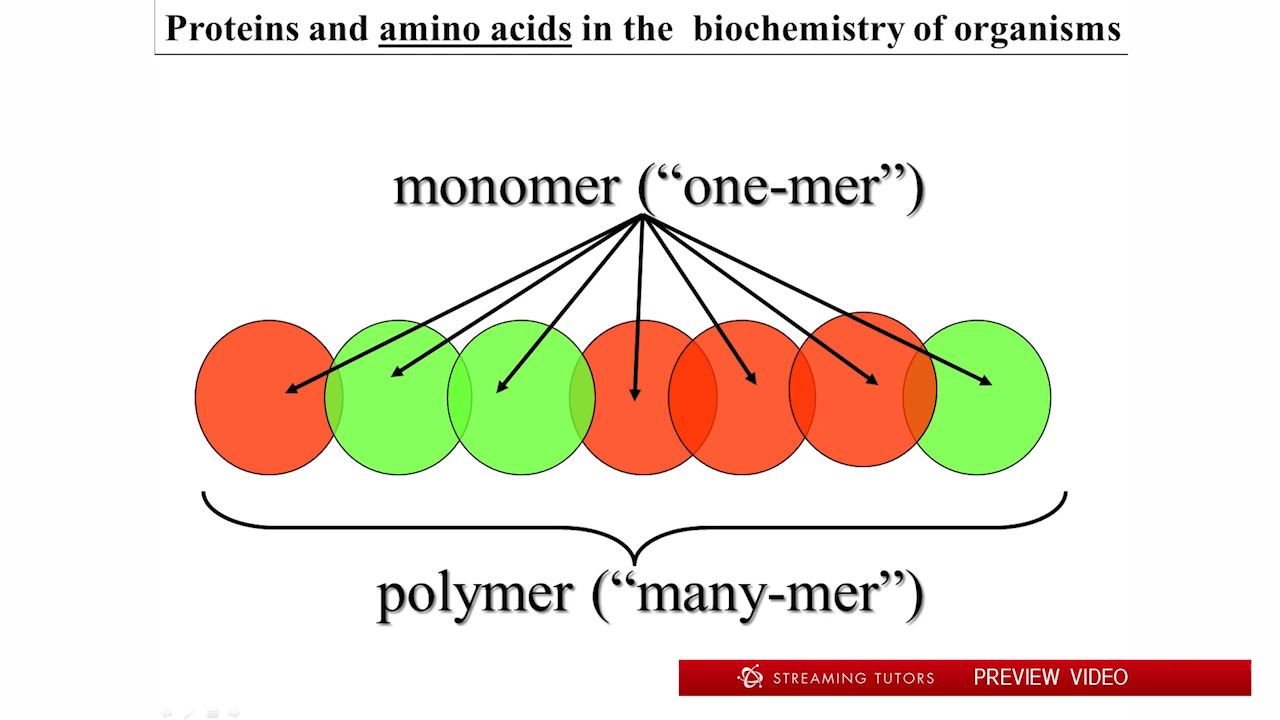 Proteins and amino acids in the  biochemistry of organisms
monomer (“one-mer”)
polymer (“many-mer”)
STREAMING TUTORS PREVIEW VIDEO